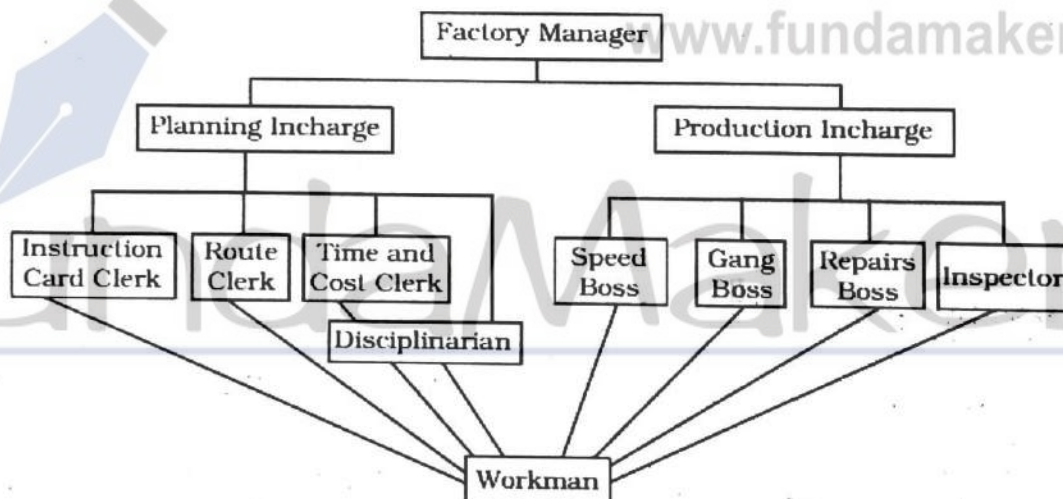 www.fundamaker
Factory Manager
Planning Incharge
Production Incharge
Instruction
Card Clerk
Route
Clerk
Time and
Cost Clerk
Disciplinarian
Speed
Boss
Gang
Boss
Repairs
Boss
Inspector
undaMaker
Workman